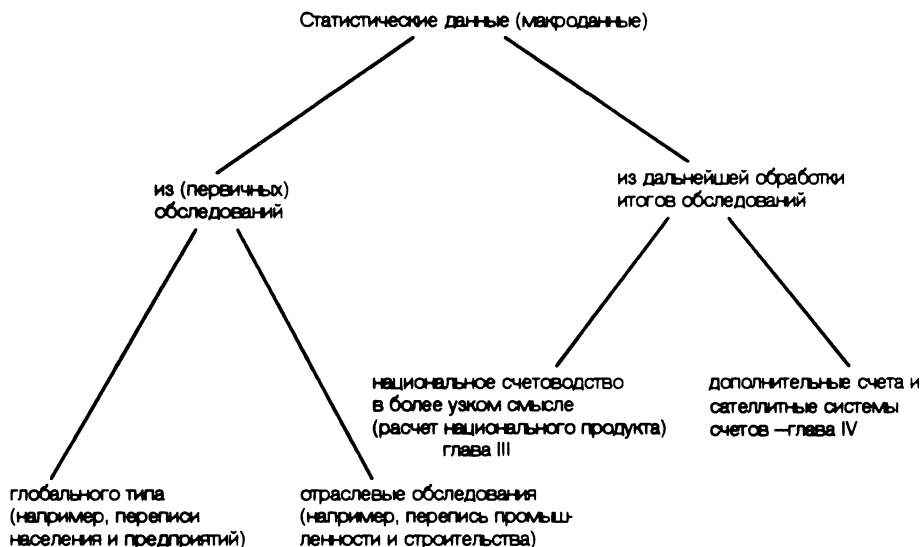 Статистические данные (макроданные)
из (первичных)
обследований
из дальнейшей обработки
итогов обследований
национальное счетоводство
в более узком смысле
(расчет национального продукта)
глава III
дополнительные счета и
сателлитные системы
счетов —глава IV
глобального типа
(например, переписи
населения и предприятий)
отраслевые обследования
(например, перепись промыш-
ленности и строительства)